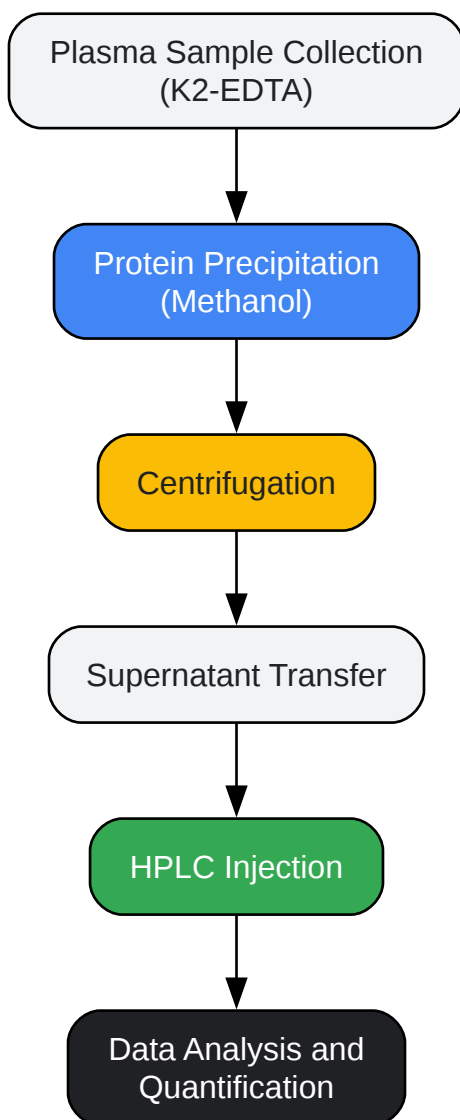 Plasma Sample Collection
(K2-EDTA)
Protein Precipitation
(Methanol)
Centrifugation
Supernatant Transfer
HPLC Injection
Data Analysis and
Quantification